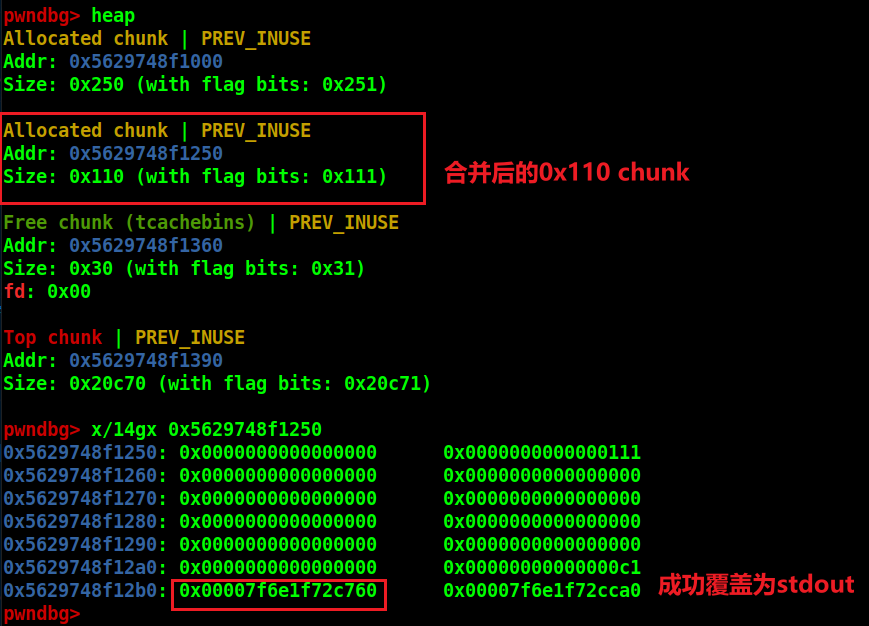 pwndbg> heap
Allocated chunk | PREV_INUSE
Addr: 0x5629748f1000
Size: 0x250 (with flag bits: 0x251)
Allocated chunk | PREV_INUSE
Addr: 0x5629748f1250
Size: 0x110 (with flag bits: 0x111)
合并后的0x110 chunk
Free chunk (tcachebins) | PREV_INUSE
Addr: 0x5629748f1360
Size: 0x30 (with flag bits: 0x31)
fd: 0x00
Top chunk | PREV_INUSE
Addr: 0x5629748f1390
Size: 0x20c70 (with flag bits: 0x20c71)
pwndbg> x/14gx 0x5629748f1250
0x5629748f1250: 0x0000000000000000 0x0000000000000111
0x5629748f1260: 0x0000000000000000 0x0000000000000000
0x5629748f1270: 0x0000000000000000 0x0000000000000000
0x5629748f1280: 0x0000000000000000 0x0000000000000000
0x5629748f1290: 0x0000000000000000 0x0000000000000000
0x5629748f12a0: 0x0000000000000000 0x00000000000000c1
0x5629748f12b0: 0x00007f6e1f72c760 0x00007f6e1f72cca0 成功覆盖为stdout
pwndbg>